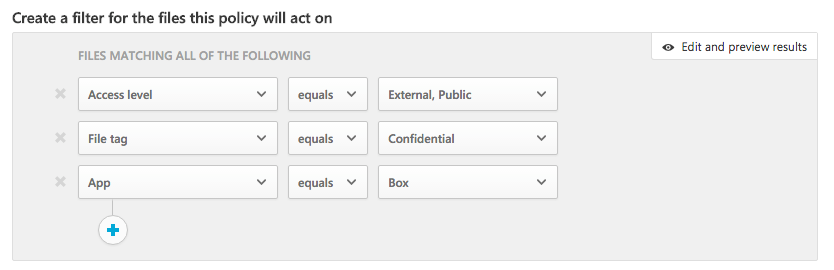 Create a filter for the files this policy will act on
Edit and preview results
FILES MATCHING ALL OF THE FOLLOWING
Access level equals External, Public
File tag equals Confidential
App equals Box